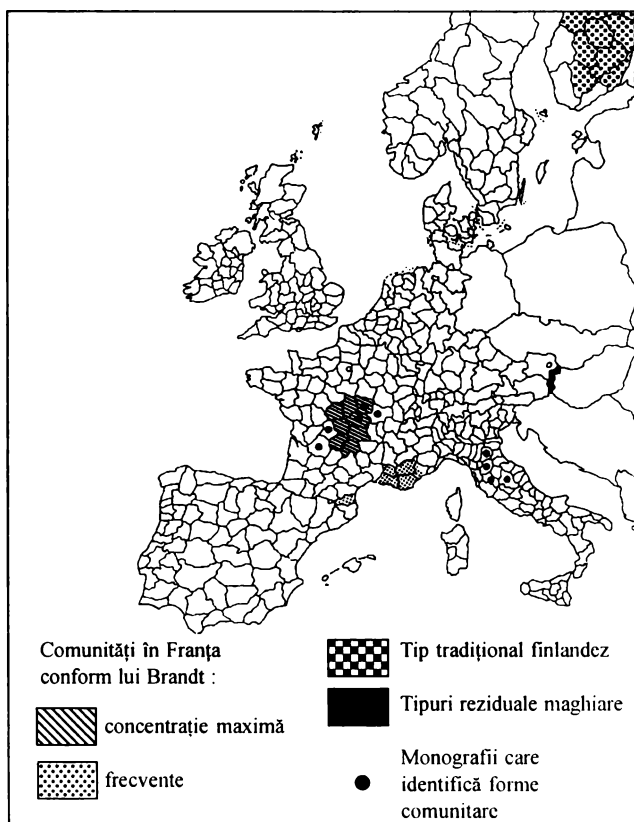 Comunități în Franța
conform lui Brandt :
concentrație maximă
frecvente
Tip tradițional finlandez
Tipuri reziduale maghiare
Monografii care
identifică forme
comunitare